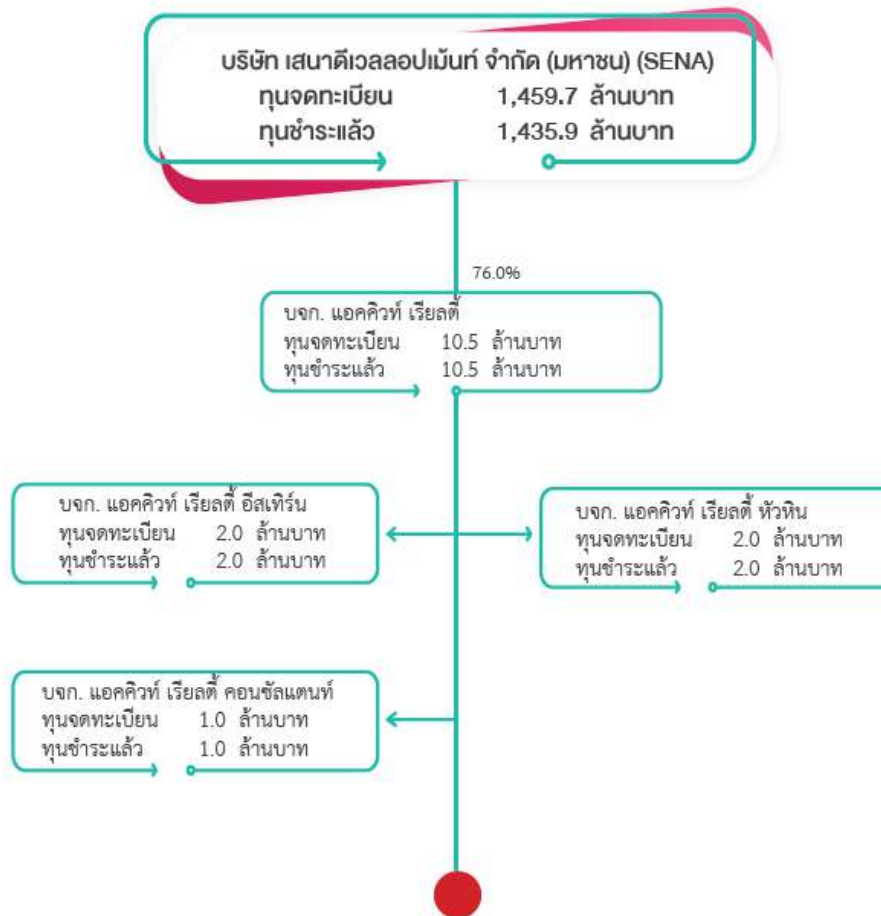 บริษัท เสนาดีเวลลอปเม้นท์ จำกัด (มหาชน) (SENA)
ทุนจดทะเบียน 1,459.7 ล้านบาท
ทุนชำระแล้ว 1,435.9 ล้านบาท
76.0%
บจก. แอคคิวท์ เรียลตี้
ทุนจดทะเบียน 10.5 ล้านบาท
ทุนชำระแล้ว 10.5 ล้านบาท
บจก. แอคคิวท์ เรียลตี้ อีสเทิร์น
ทุนจดทะเบียน 2.0 ล้านบาท
ทุนชำระแล้ว 2.0 ล้านบาท
บจก. แอคคิวท์ เรียลตี้ หัวหิน
ทุนจดทะเบียน 2.0 ล้านบาท
ทุนชำระแล้ว 2.0 ล้านบาท
บจก. แอคคิวท์ เรียลตี้ คอนซัลแตนท์
ทุนจดทะเบียน 1.0 ล้านบาท
ทุนชำระแล้ว 1.0 ล้านบาท